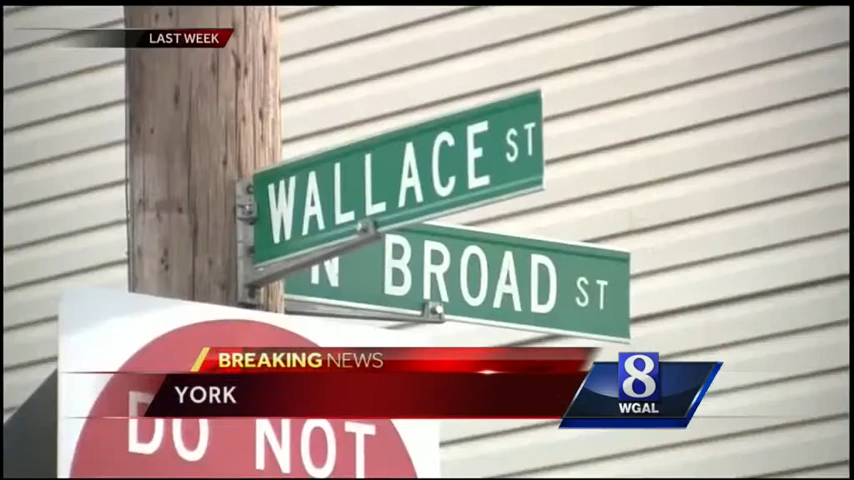 LAST WEEK
WALLACE ST
N BROAD ST
BREAKING NEWS
YORK
8
WGAL
DO NOT